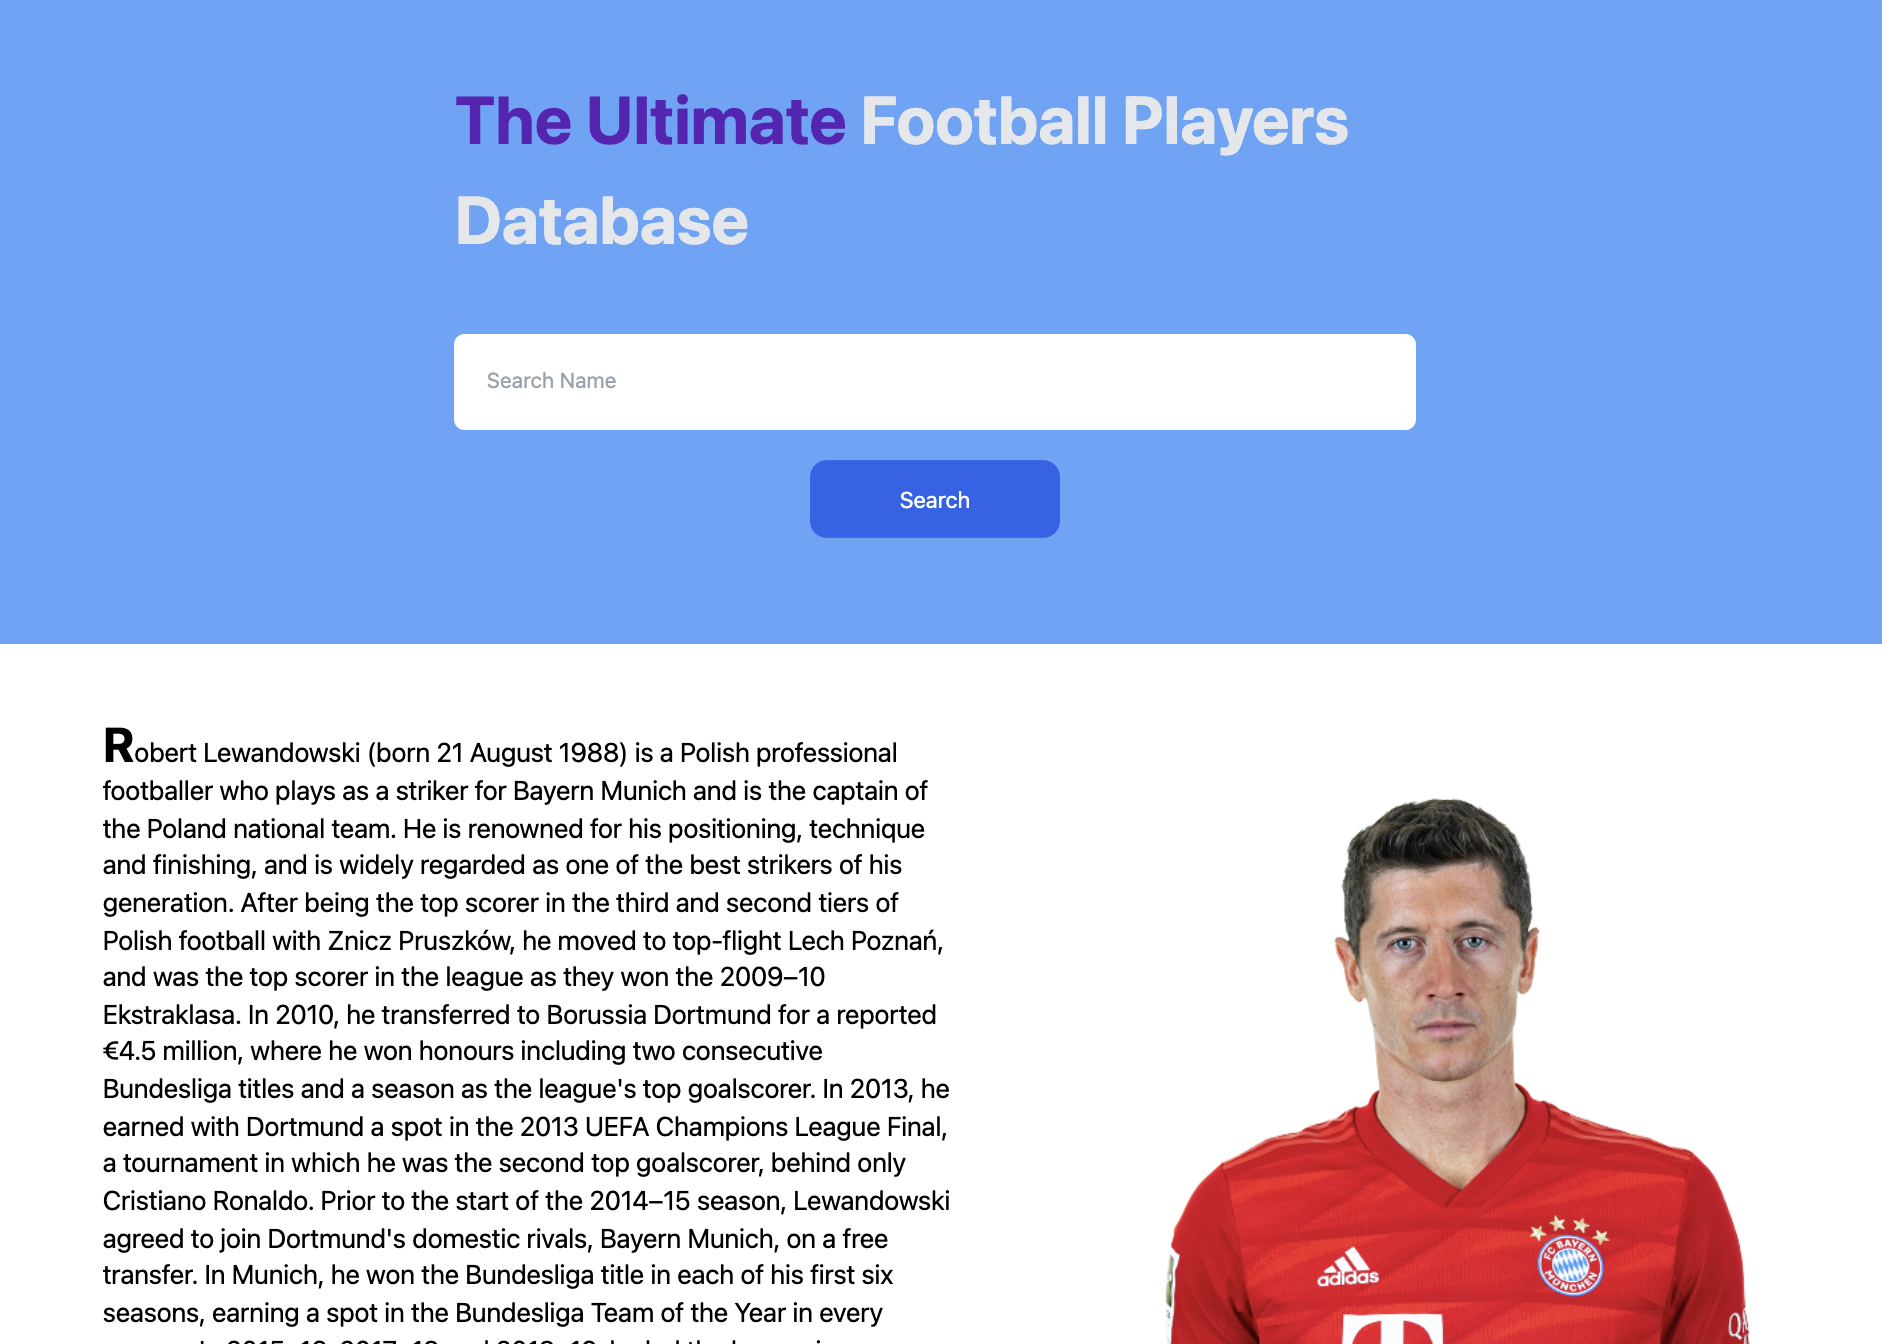 The Ultimate Football Players
Database
Search Name
Search
Robert Lewandowski (born 21 August 1988) is a Polish professional
footballer who plays as a striker for Bayern Munich and is the captain of
the Poland national team. He is renowned for his positioning, technique
and finishing, and is widely regarded as one of the best strikers of his
generation. After being the top scorer in the third and second tiers of
Polish football with Znicz Pruszków, he moved to top-flight Lech Poznań,
and was the top scorer in the league as they won the 2009–10
Ekstraklasa. In 2010, he transferred to Borussia Dortmund for a reported
€4.5 million, where he won honours including two consecutive
Bundesliga titles and a season as the league's top goalscorer. In 2013, he
earned with Dortmund a spot in the 2013 UEFA Champions League Final,
a tournament in which he was the second top goalscorer, behind only
Cristiano Ronaldo. Prior to the start of the 2014–15 season, Lewandowski
agreed to join Dortmund's domestic rivals, Bayern Munich, on a free
transfer. In Munich, he won the Bundesliga title in each of his first six
seasons, earning a spot in the Bundesliga Team of the Year in every
adidas
FC BAYERN
MÜNCHEN
T